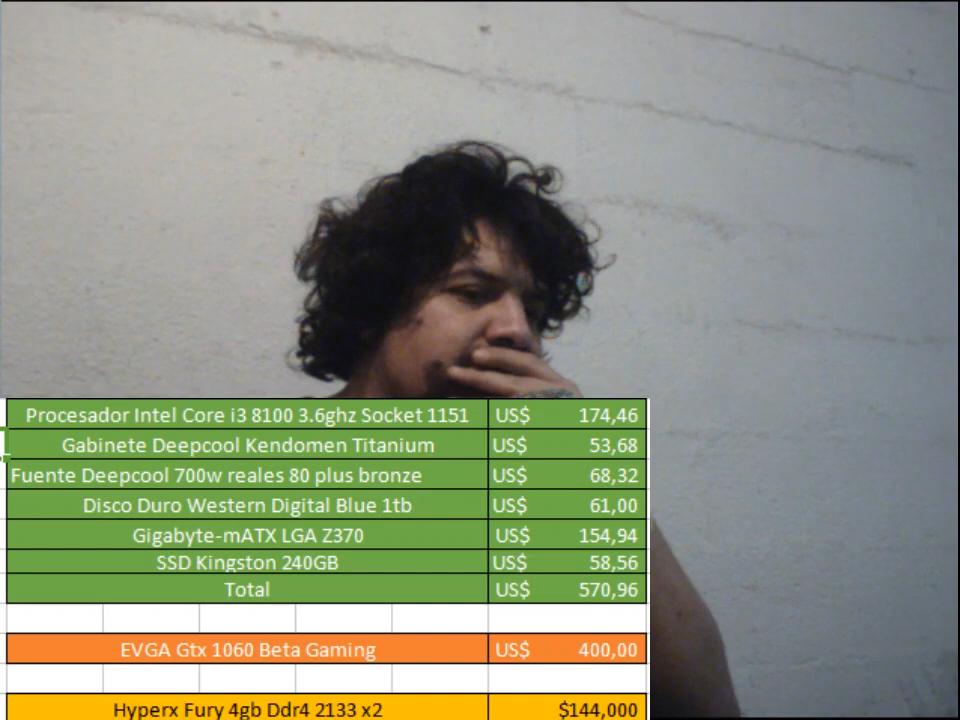 Procesador Intel Core i3 8100 3.6ghz Socket 1151 US$ 174,46
Gabinete Deepcool Kendomen Titanium US$ 53,68
Fuente Deepcool 700w reales 80 plus bronze US$ 68,32
Disco Duro Western Digital Blue 1tb US$ 61,00
Gigabyte-mATX LGA Z370 US$ 154,94
SSD Kingston 240GB US$ 58,56
Total US$ 570,96
EVGA Gtx 1060 Beta Gaming US$ 400,00
Hyperx Fury 4gb Ddr4 2133 x2 $144,000